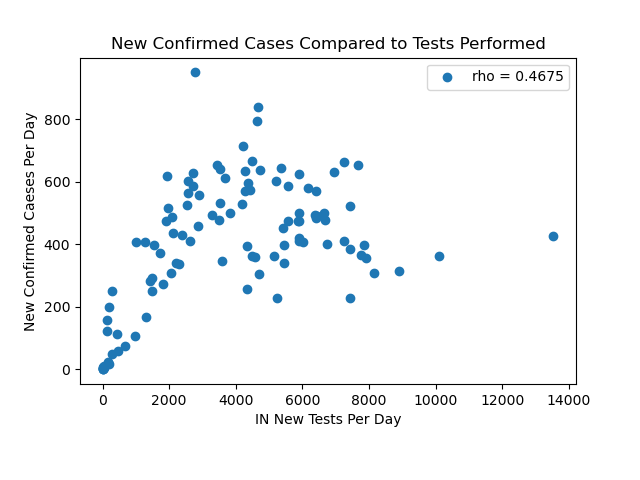 New Confirmed Cases Compared to Tests Performed
rho = 0.4675
New Confirmed Caeses Per Day
800
600
400
200
0
0 2000 4000 6000 8000 10000 12000 14000
IN New Tests Per Day